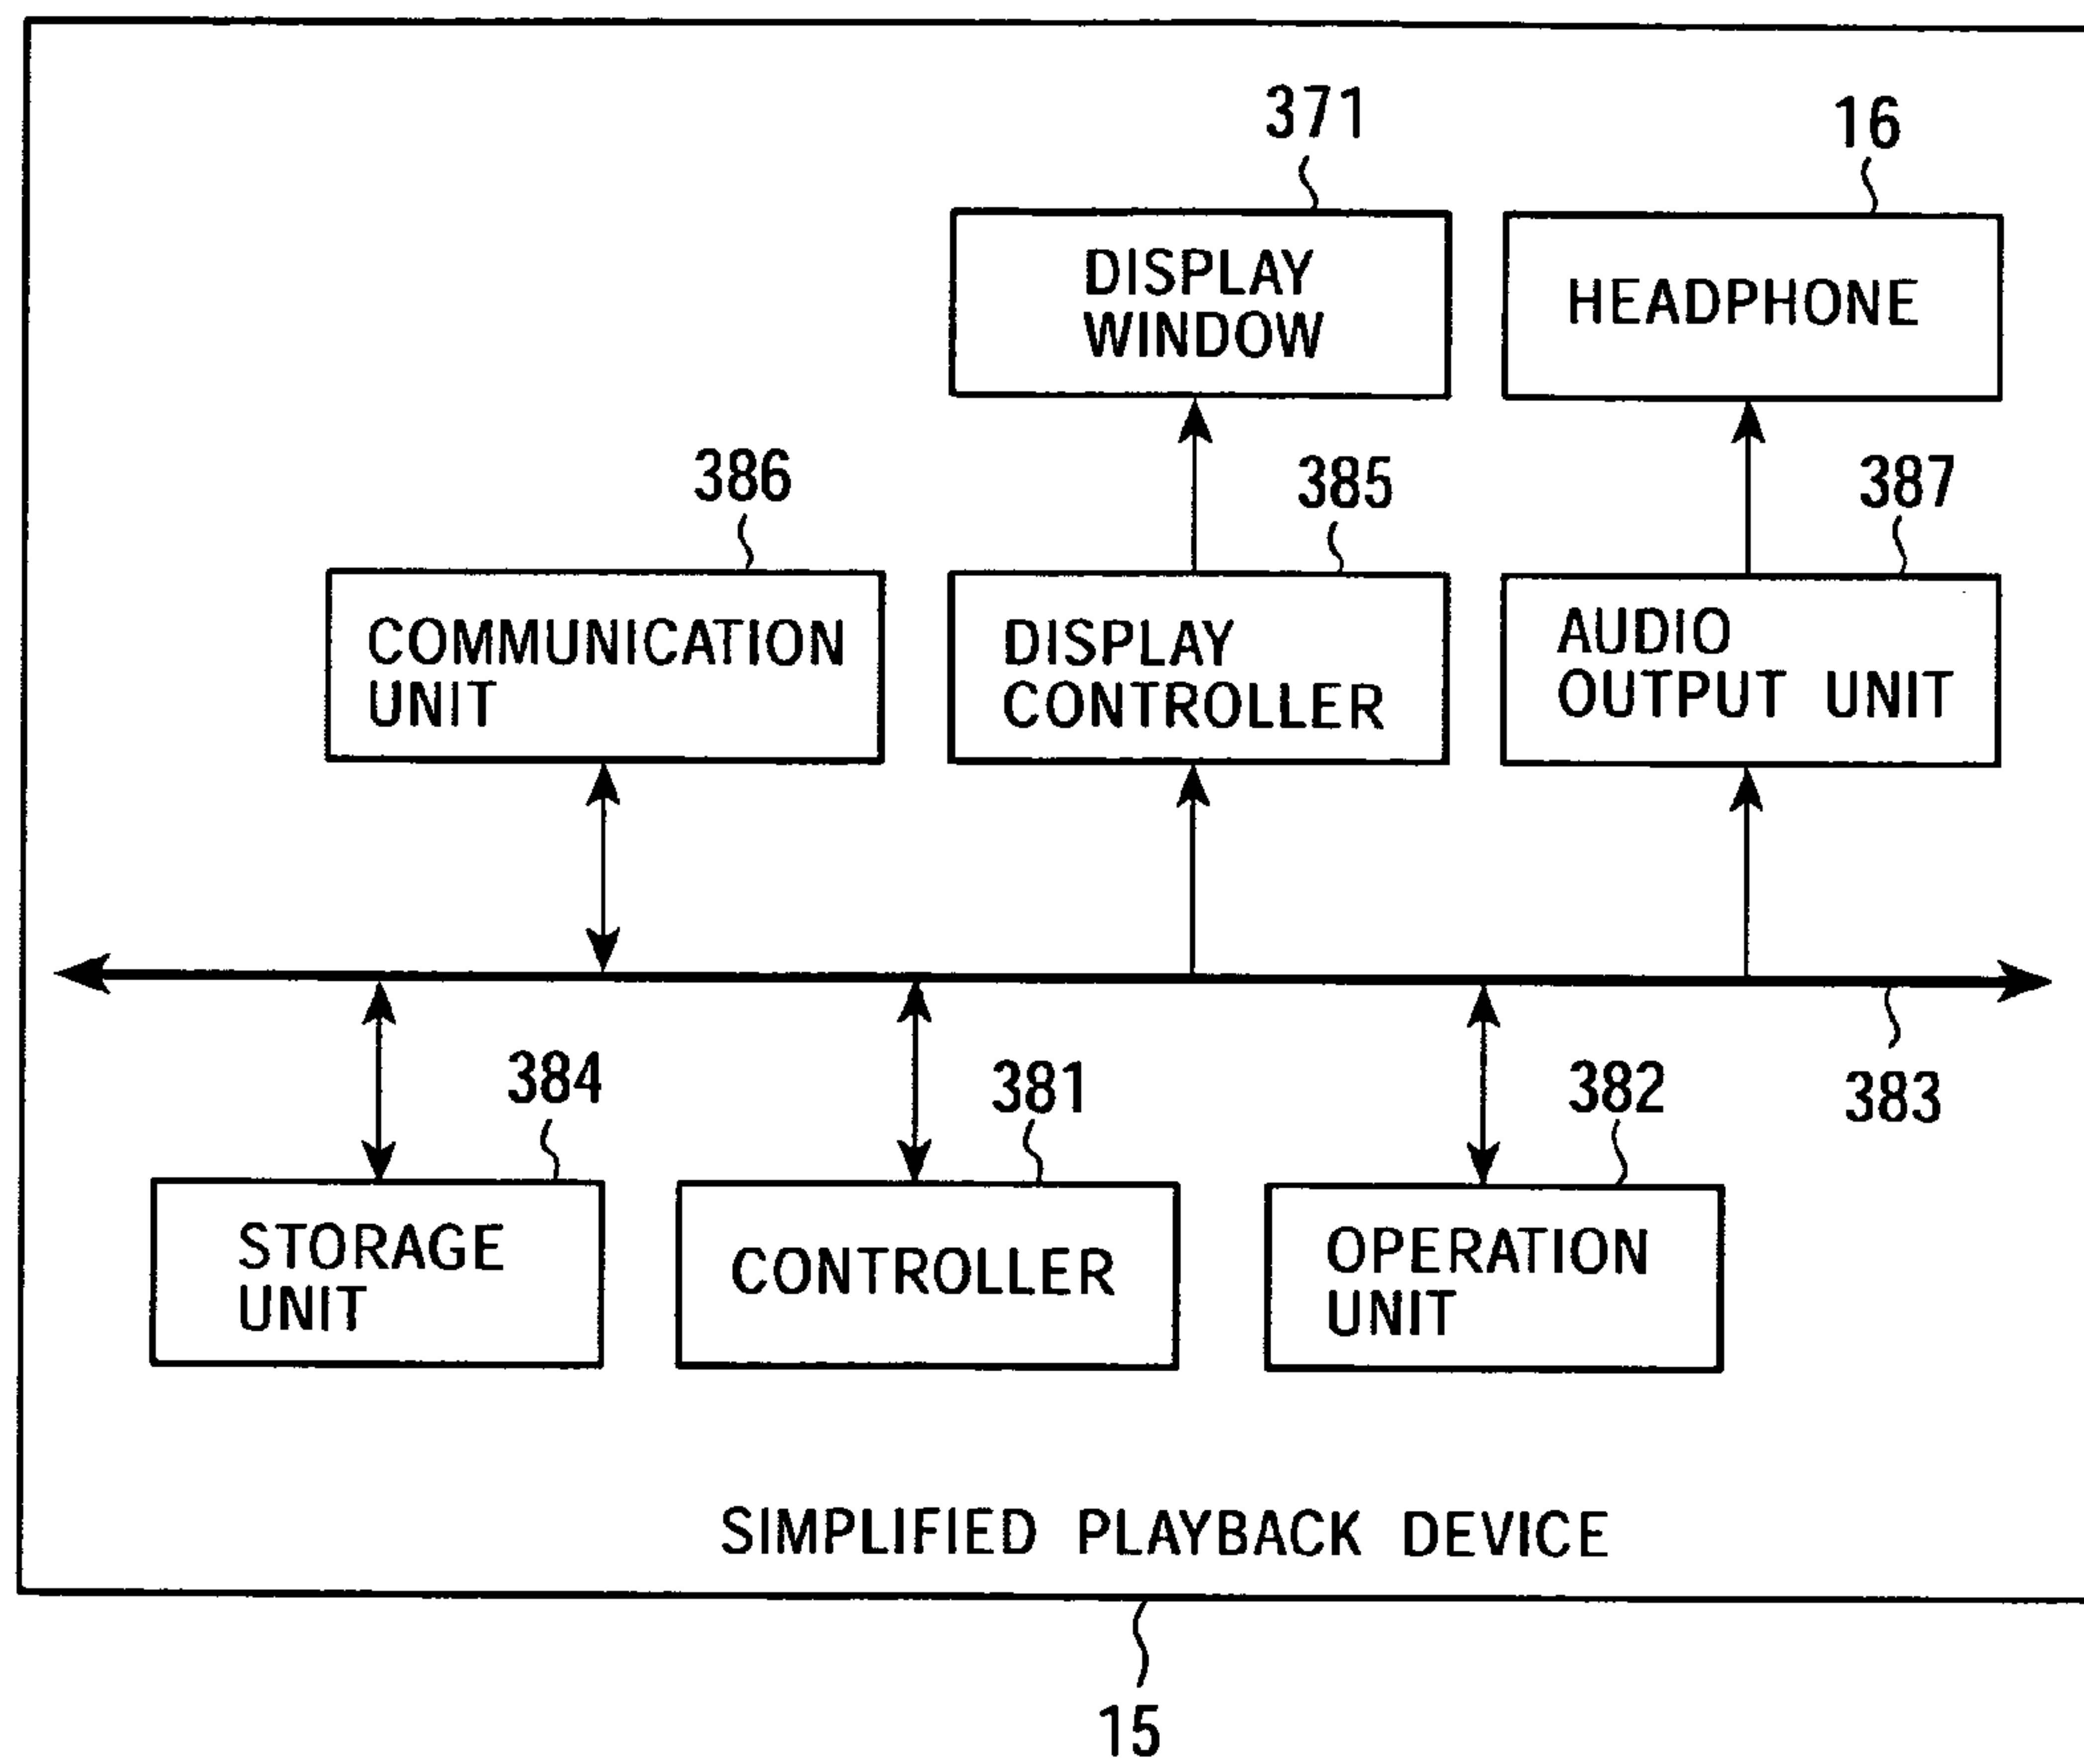 371
16
DISPLAY
WINDOW
HEADPHONE
386
385
387
COMMUNICATION
UNIT
DISPLAY
CONTROLLER
AUDIO
OUTPUT UNIT
384
381
382
383
STORAGE
UNIT
CONTROLLER
OPERATION
UNIT
SIMPLIFIED PLAYBACK DEVICE
15